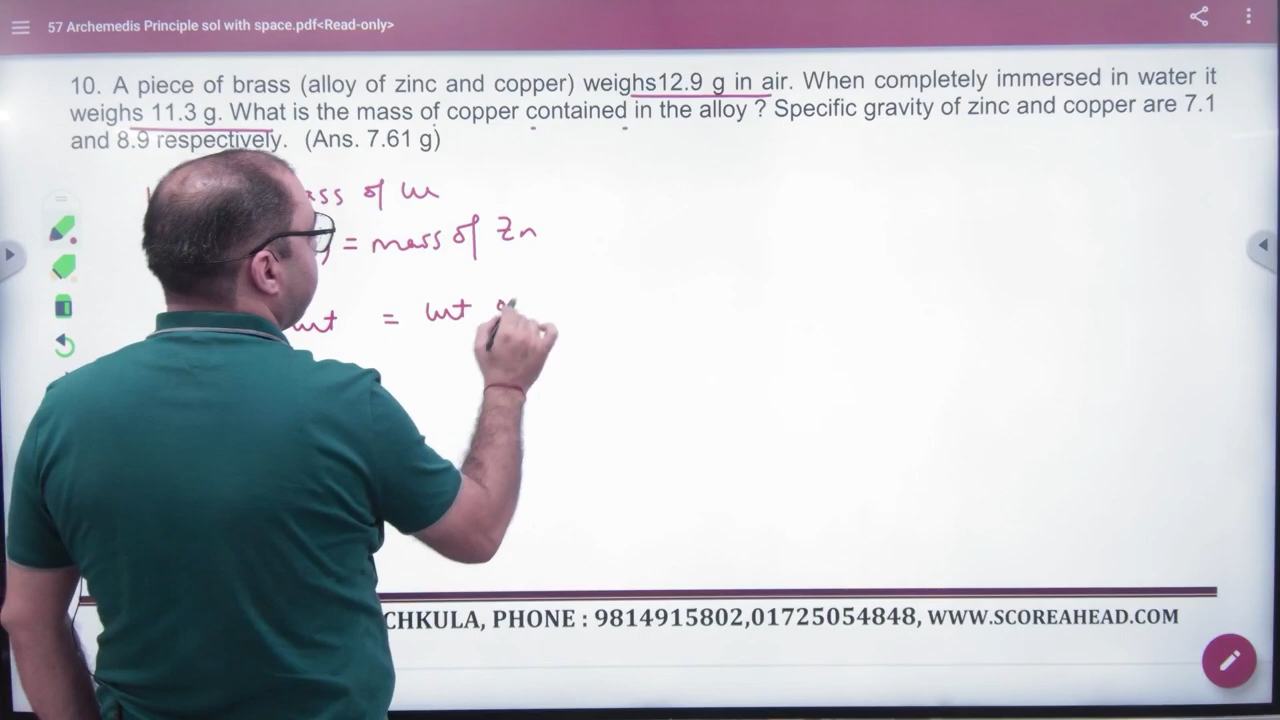 57 Archemedis Principle sol with space.pdf<Read-only>
10. A piece of brass (alloy of zinc and copper) weighs12.9 g in air. When completely immersed in water it
weighs 11.3 g. What is the mass of copper contained in the alloy ? Specific gravity of zinc and copper are 7.1
and 8.9 respectively. (Ans. 7.61 g)
of
= mass of Zn
= wt
CHKULA, PHONE : 9814915802,01725054848, WWW.SCOREAHEAD.COM